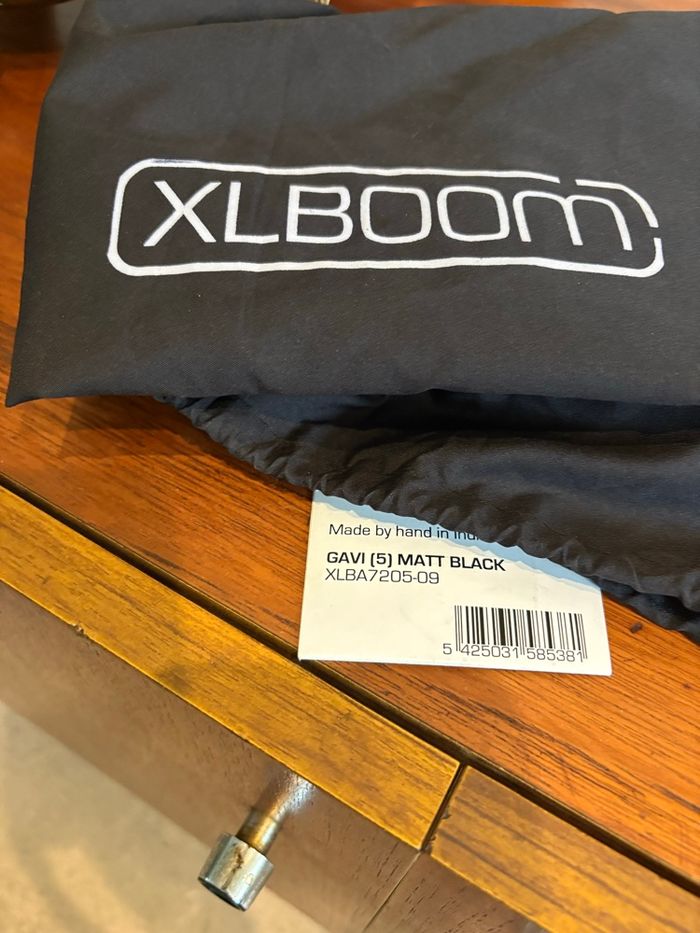 XLBOOM
Made by hand in
GAVI (5) MATT BLACK
XLBA7205-09
5 425031 585381